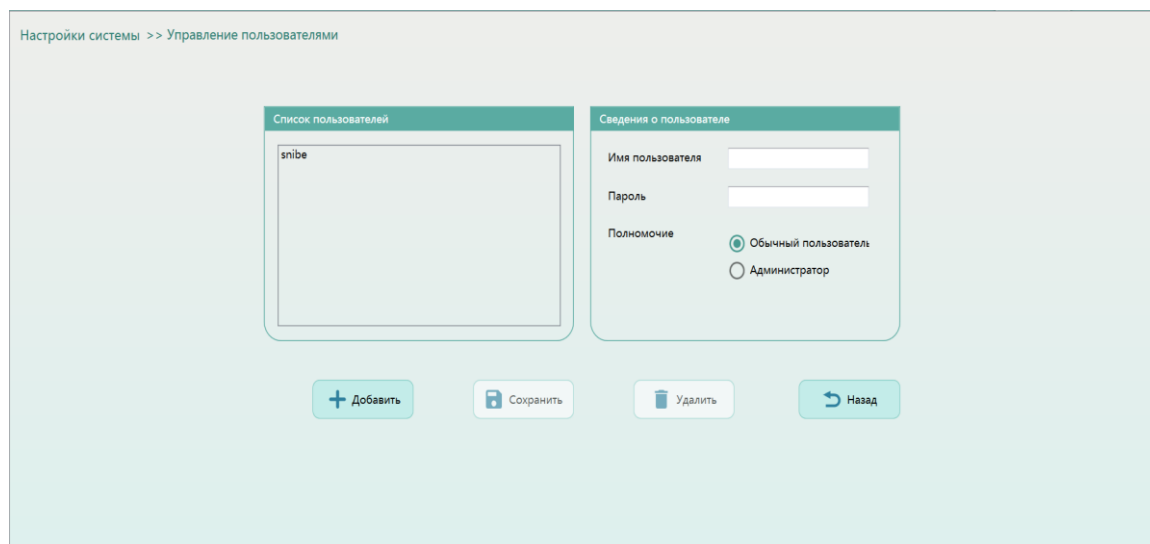 Настройки системы >> Управление пользователями
Список пользователей
snibe
Сведения о пользователе
Имя пользователя
Пароль
Полномочие
Обычный пользователь
Администратор
Добавить
Сохранить
Удалить
Назад